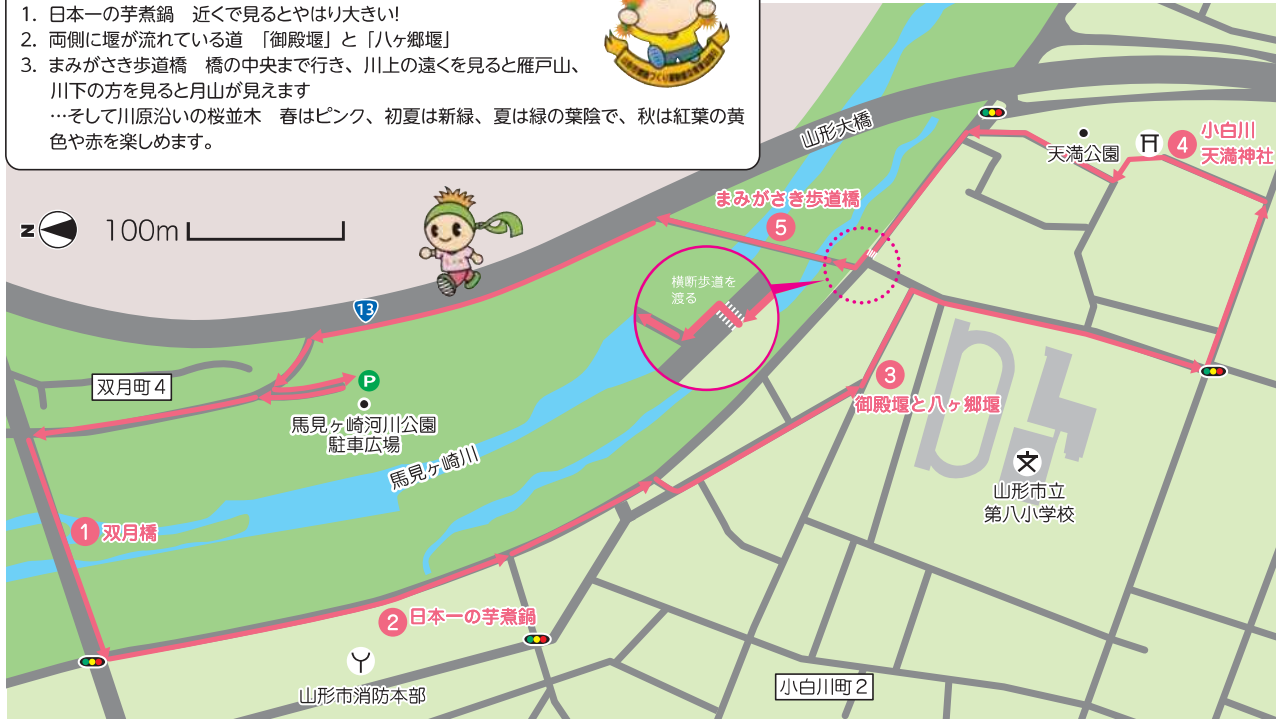 1. 日本一の芋煮鍋　近くで見るとやはり大きい!
2. 両側に堰が流れている道　「御殿堰」と「八ヶ郷堰」
3. まみがさき歩道橋　橋の中央まで行き、川上の遠くを見ると雁戸山、
川下の方を見ると月山が見えます
…そして川原沿いの桜並木　春はピンク、初夏は新緑、夏は緑の葉陰で、秋は紅葉の黄
色や赤を楽しめます。
山形大橋
天満公園
4 小白川
天満神社
まみがさき歩道橋
5
N
100m
横断歩道を
渡る
13
双月町4
P
馬見ヶ崎河川公園
駐車広場
3
御殿堰と八ヶ郷堰
馬見ヶ崎川
文
山形市立
第八小学校
1 双月橋
2 日本一の芋煮鍋
山形市消防本部
小白川町2